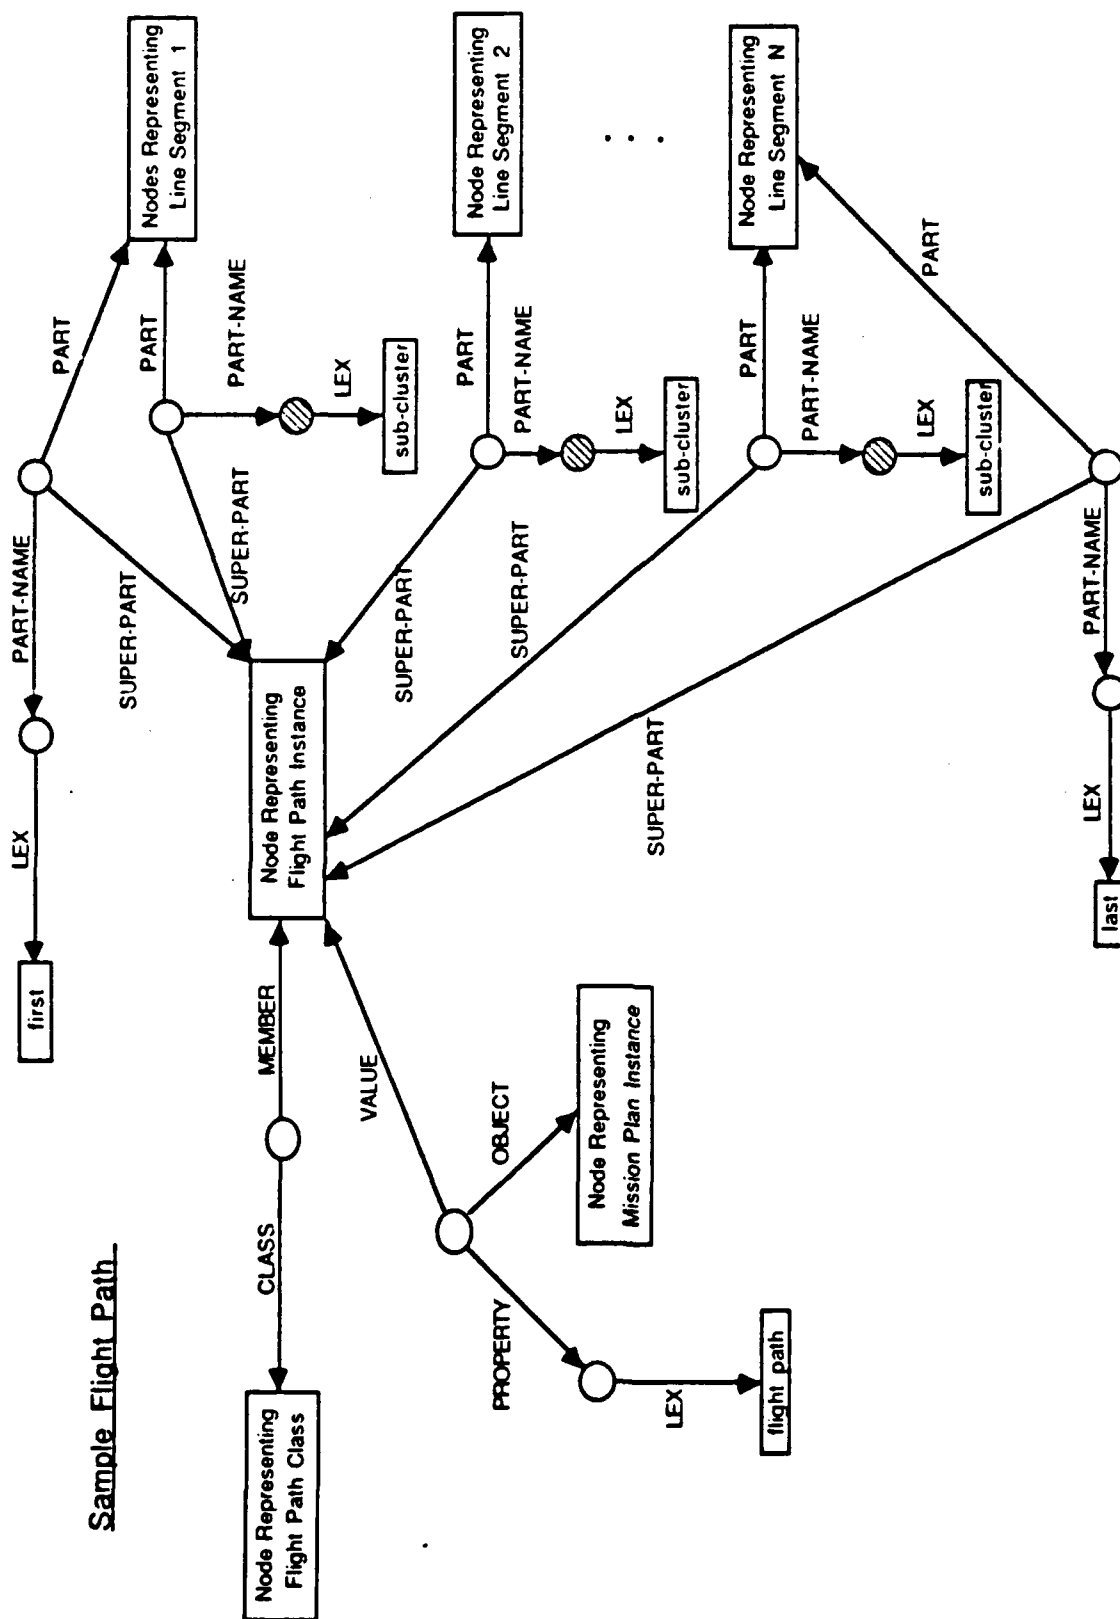 Sample Flight Path
first
LEX
PART-NAME
PART
Nodes Representing
Line Segment 1
SUPER-PART
PART
SUPER-PART
PART-NAME
LEX
sub-cluster
Node Representing
Flight Path Class
CLASS
MEMBER
Node Representing
Flight Path Instance
VALUE
SUPER-PART
PART
Node Representing
Line Segment 2
PART-NAME
LEX
sub-cluster
PROPERTY
OBJECT
Node Representing
Mission Plan Instance
LEX
flight path
SUPER-PART
. . .
PART
Node Representing
Line Segment N
PART-NAME
LEX
sub-cluster
SUPER-PART
PART
last
LEX
PART-NAME